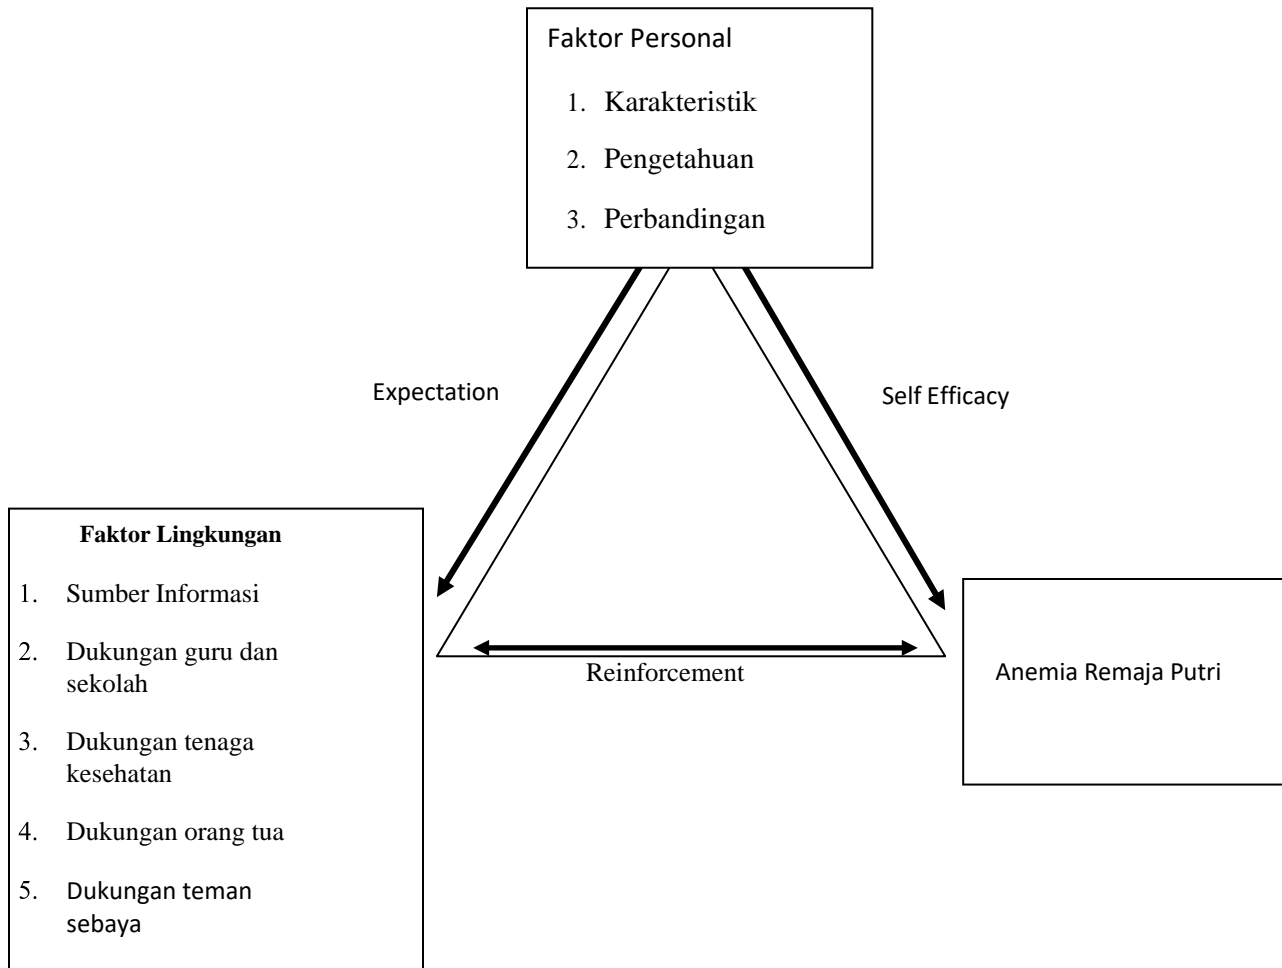 Faktor Personal
1. Karakteristik
2. Pengetahuan
3. Perbandingan
Expectation
Self Efficacy
Faktor Lingkungan
1. Sumber Informasi
2. Dukungan guru dan
sekolah
3. Dukungan tenaga
kesehatan
4. Dukungan orang tua
5. Dukungan teman
sebaya
Reinforcement
Anemia Remaja Putri